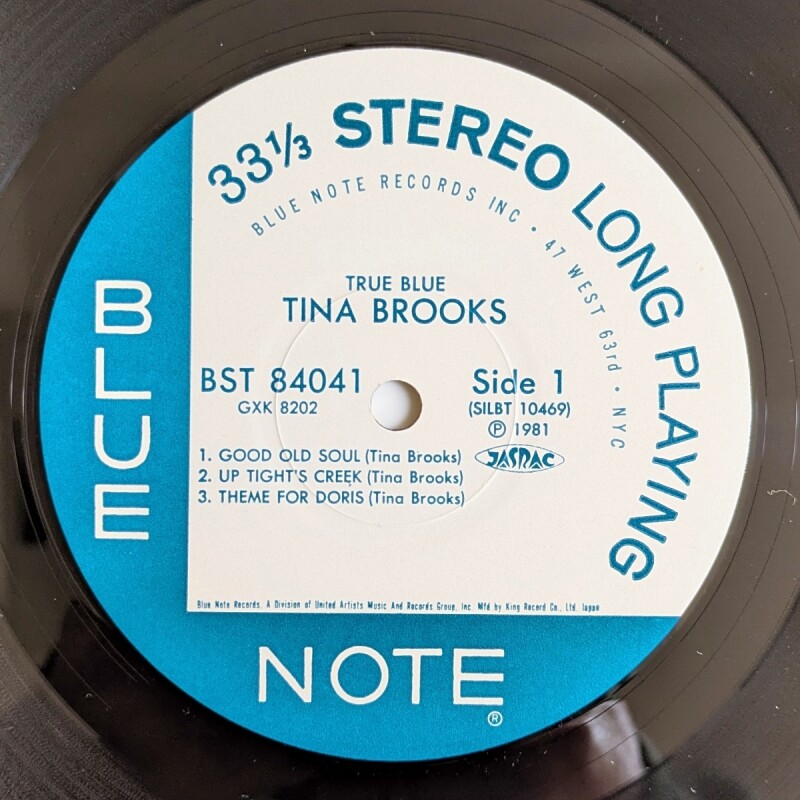 33⅓ STEREO LONG PLAYING
BLUE NOTE RECORDS INC • 47 WEST 63rd • NYC
TRUE BLUE
TINA BROOKS
BST 84041
GXK 8202
Side 1
(SILBT 10469)
Ⓟ 1981
JASRAC
1. GOOD OLD SOUL (Tina Brooks)
2. UP TIGHT'S CREEK (Tina Brooks)
3. THEME FOR DORIS (Tina Brooks)
Blue Note Records, A Division of United Artists Music And Records Group, Inc. Mfd by King Record Co., Ltd. Japan
BLUE
NOTE
®